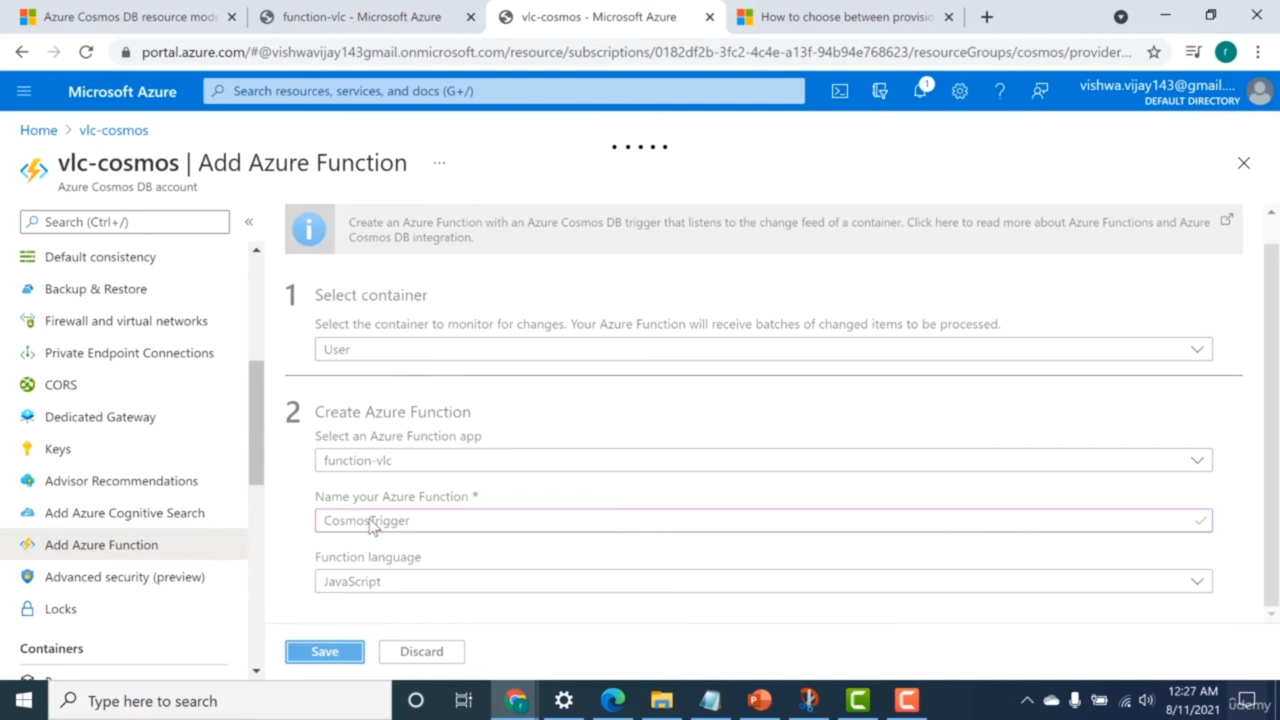 Azure Cosmos DB resource mode
function-vlc - Microsoft Azure
vlc-cosmos - Microsoft Azure
How to choose between provisio
portal.azure.com/#@vishwavijay143gmail.onmicrosoft.com/resource/subscriptions/0182df2b-3fc2-4c4e-a13f-94b94e768623/resourceGroups/cosmos/provider...
r
Microsoft Azure
Search resources, services, and docs (G+/)
1
vishwa.vijay143@gmail....
DEFAULT DIRECTORY
Home > vlc-cosmos
vlc-cosmos | Add Azure Function ...
Azure Cosmos DB account
Search (Ctrl+/)
«
Default consistency
Backup & Restore
Firewall and virtual networks
Private Endpoint Connections
CORS
Dedicated Gateway
Keys
Advisor Recommendations
Add Azure Cognitive Search
Add Azure Function
Advanced security (preview)
Locks
Containers
Create an Azure Function with an Azure Cosmos DB trigger that listens to the change feed of a container. Click here to read more about Azure Functions and Azure
Cosmos DB integration.
1 Select container
Select the container to monitor for changes. Your Azure Function will receive batches of changed items to be processed.
User
2 Create Azure Function
Select an Azure Function app
function-vlc
Name your Azure Function *
CosmosTrigger
Function language
JavaScript
Save
Discard
Type here to search
12:27 AM
8/11/2021
udemy